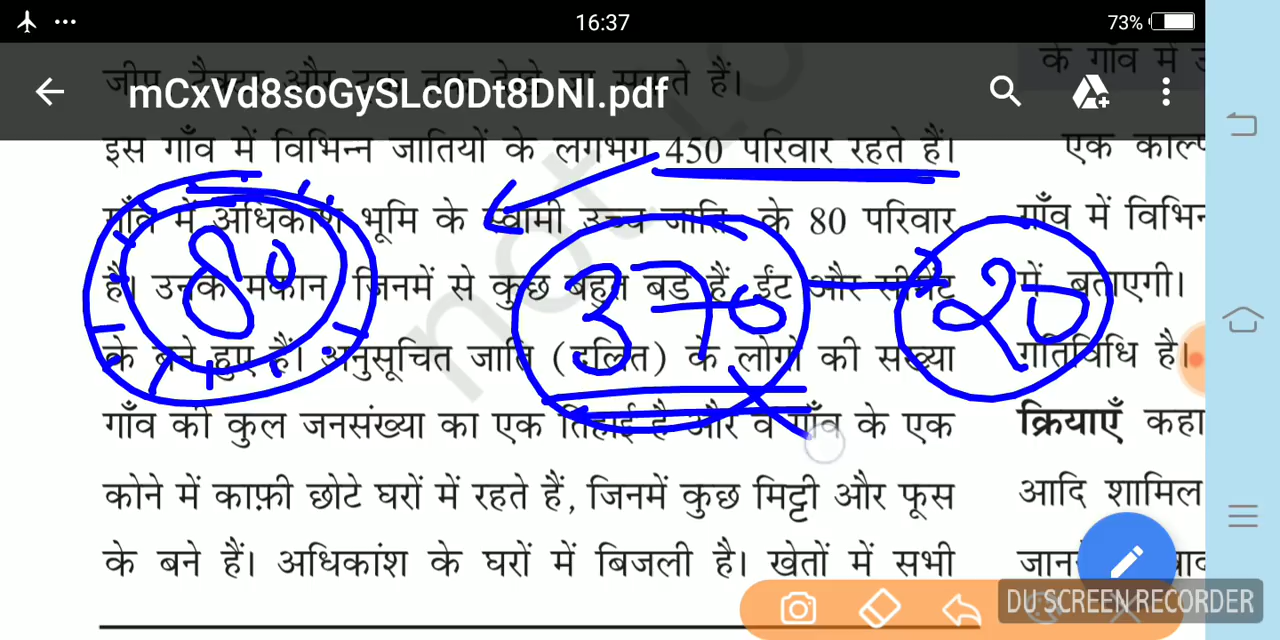 16:37
73%
mCxVd8soGySLc0Dt8DNI.pdf
के गाँव में
इस गाँव में विभिन्न जातियों के लगभग 450 परिवार रहते हैं।
गाँव में अधिकांश भूमि के स्वामी उच्च जाति के 80 परिवार
हैं। उनके मकान, जिनमें से कुछ बहुत बड़े हैं, ईंट और सीमेंट
के बने हुए हैं। अनुसूचित जाति (दलित) के लोगों की संख्या
गाँव की कुल जनसंख्या का एक तिहाई है और वे गाँव के एक
कोने में काफ़ी छोटे घरों में रहते हैं, जिनमें कुछ मिट्टी और फूस
के बने हैं। अधिकांश के घरों में बिजली है। खेतों में सभी
80
370
20
एक
गाँव में
में बताएगी।
गतिविधि है।
क्रियाएँ कहा
आदि शामिल
DU SCREEN RECORDER